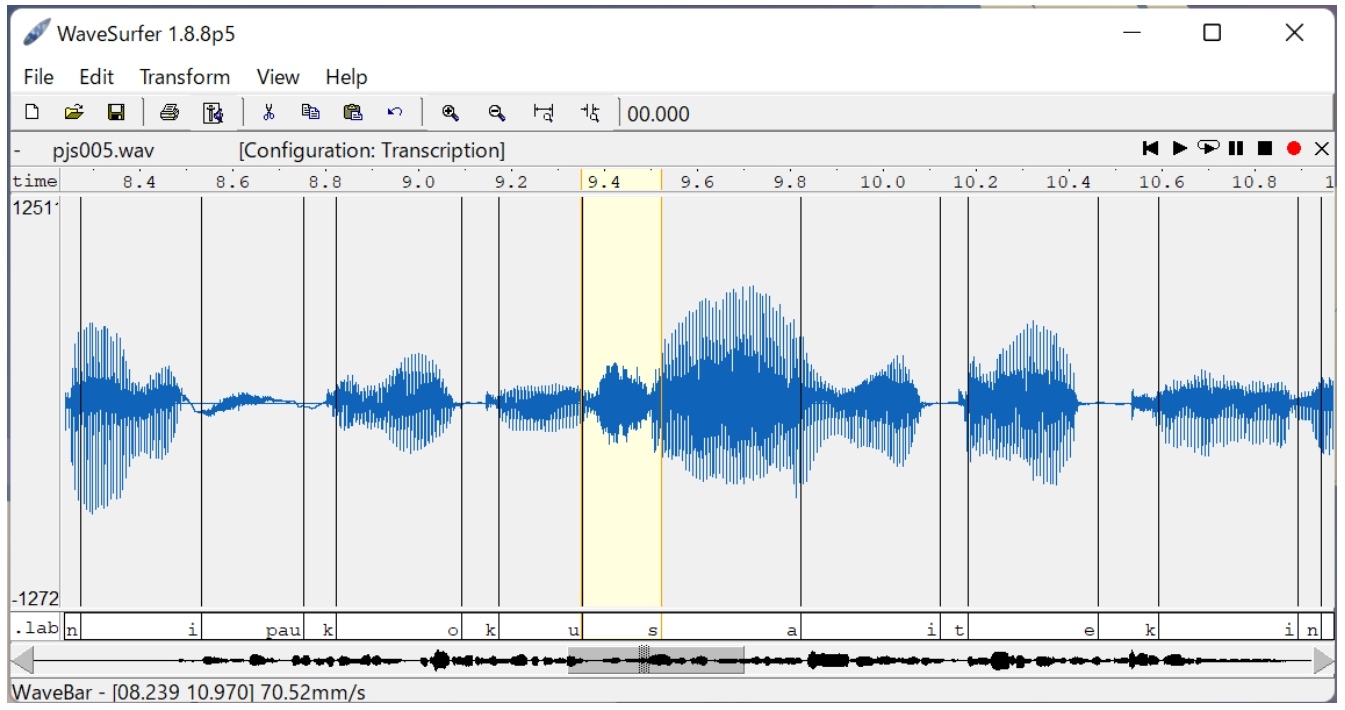 WaveSurfer 1.8.8p5
File Edit Transform View Help
00.000
- pjs005.wav [Configuration: Transcription]
time 8.4 8.6 8.8 9.0 9.2 9.4 9.6 9.8 10.0 10.2 10.4 10.6 10.8 1
1251
-1272
.lab n i pau k o k u s a i t e k i n
WaveBar - [08.239 10.970] 70.52mm/s